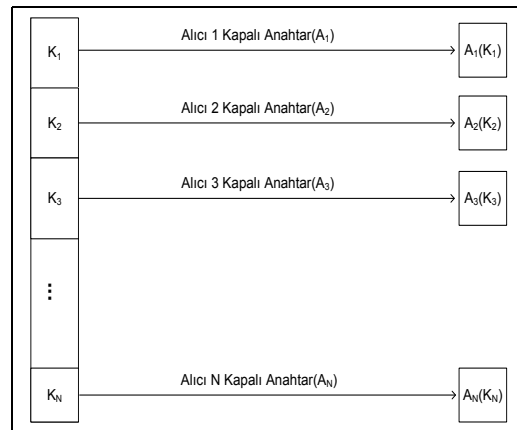 K₁ Alıcı 1 Kapalı Anahtar(A₁) A₁(K₁)
K₂ Alıcı 2 Kapalı Anahtar(A₂) A₂(K₂)
K₃ Alıcı 3 Kapalı Anahtar(A₃) A₃(K₃)
⋮
K_N Alıcı N Kapalı Anahtar(A_N) A_N(K_N)